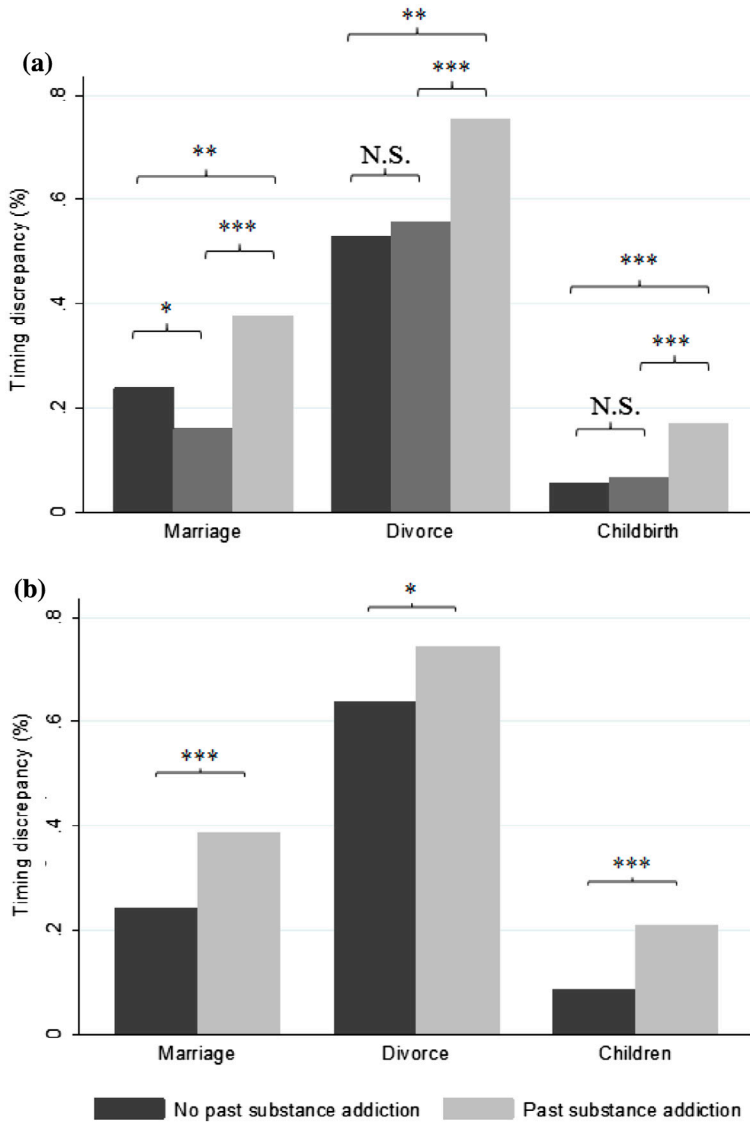 (a)
**
***
.8
**
N.S.
.6
***
***
*
.4
***
N.S.
.2
0
Timing discrepancy (%)
Marriage Divorce Childbirth
(b)
*
.8
.6
***
.4
***
.2
0
Timing discrepancy (%)
Marriage Divorce Children
No past substance addiction Past substance addiction